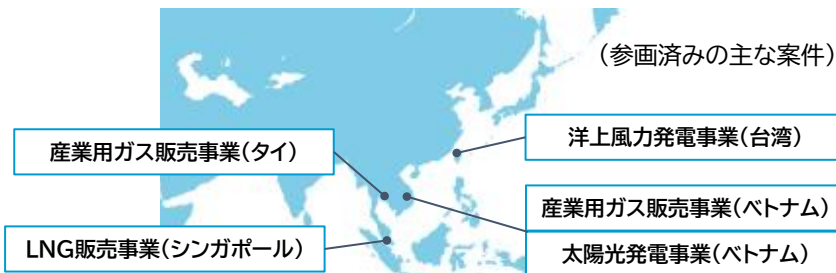 (参画済みの主な案件)
産業用ガス販売事業(タイ)
洋上風力発電事業(台湾)
産業用ガス販売事業(ベトナム)
LNG販売事業(シンガポール)
太陽光発電事業(ベトナム)